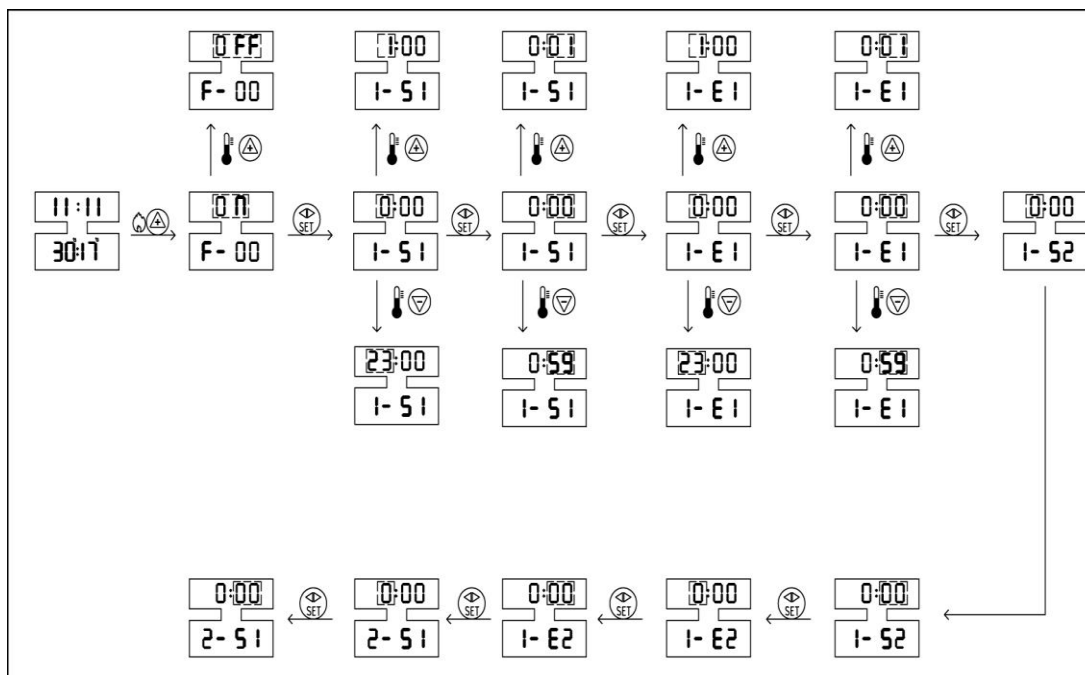 OFF
F-00
1:00
1-S1
0:01
1-S1
1:00
1-E1
0:01
1-E1
+
+
+
+
+
11:11
30:17
+
ON
F-00
SET
0:00
1-S1
SET
0:00
1-S1
SET
0:00
1-E1
SET
0:00
1-E1
SET
0:00
1-S2
-
-
-
-
23:00
1-S1
0:59
1-S1
23:00
1-E1
0:59
1-E1
0:00
2-S1
SET
0:00
2-S1
SET
0:00
1-E2
SET
0:00
1-E2
SET
0:00
1-S2